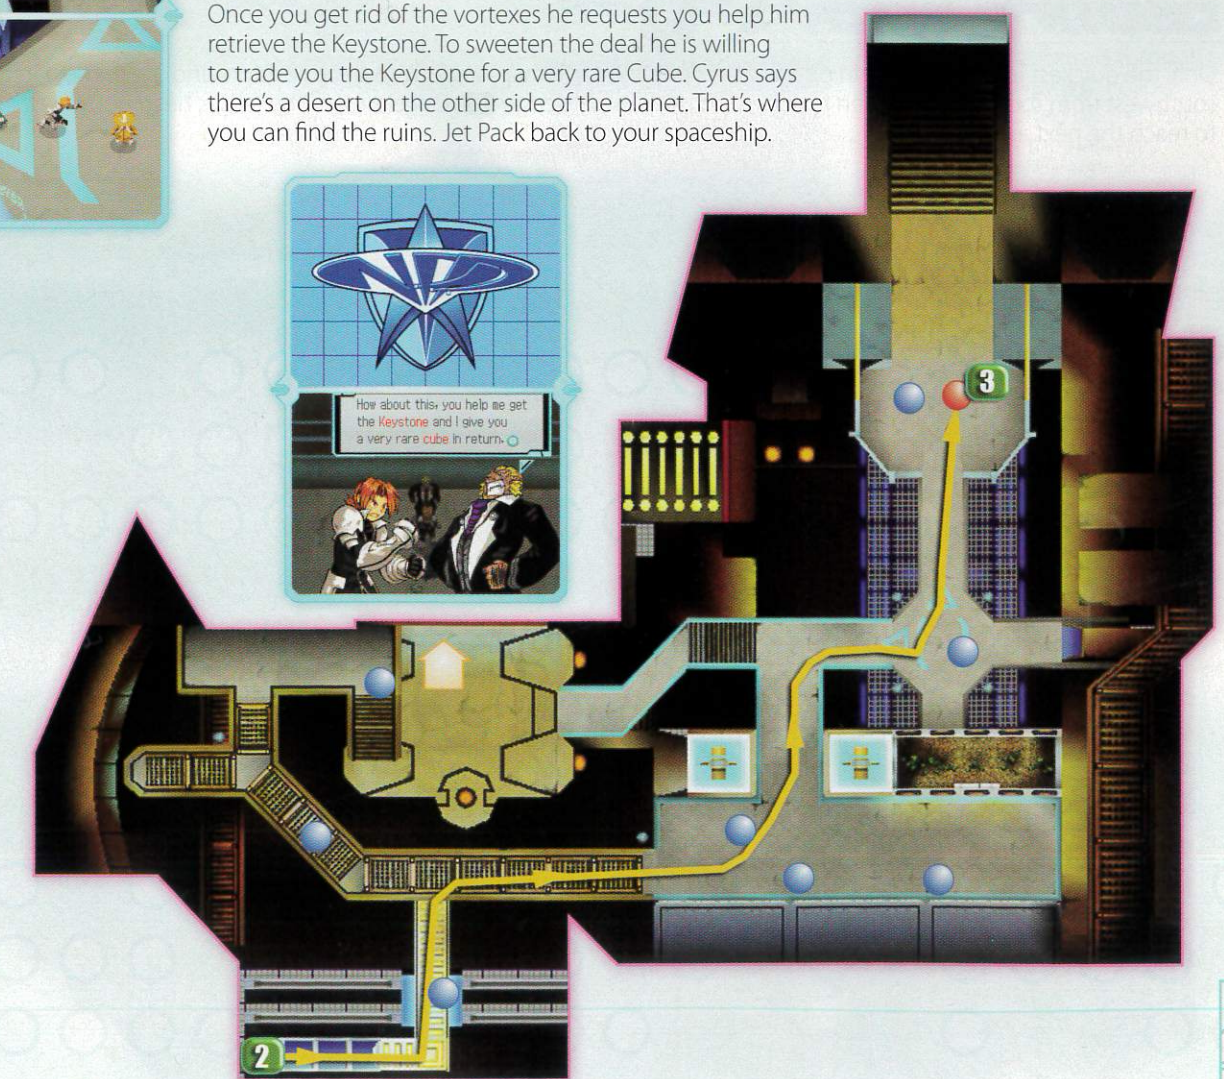 Once you get rid of the vortexes he requests you help him
retrieve the Keystone. To sweeten the deal he is willing
to trade you the Keystone for a very rare Cube. Cyrus says
there's a desert on the other side of the planet. That's where
you can find the ruins. Jet Pack back to your spaceship.
How about this, you help me get
the Keystone and I give you
a very rare cube in return.
3
2